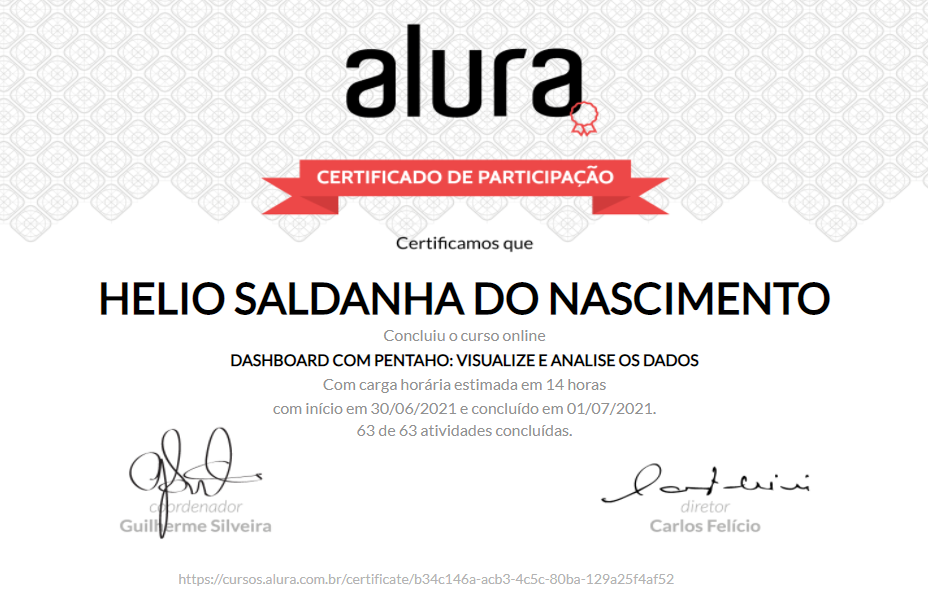 alura
CERTIFICADO DE PARTICIPAÇÃO
Certificamos que
HELIO SALDANHA DO NASCIMENTO
Concluiu o curso online
DASHBOARD COM PENTAHO: VISUALIZE E ANALISE OS DADOS
Com carga horária estimada em 14 horas
com início em 30/06/2021 e concluído em 01/07/2021.
63 de 63 atividades concluídas.
coordenador
Guilherme Silveira
diretor
Carlos Felício
https://cursos.alura.com.br/certificate/b34c146a-acb3-4c5c-80ba-129a25f4af52